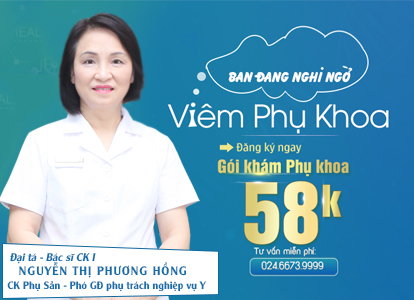 BẠN ĐANG NGHI NGỜ
Viêm Phụ Khoa
Đăng ký ngay
Gói khám Phụ khoa
58k
Tư vấn miễn phí:
024.6673.9999
Đại tá - Bác sĩ CK I
NGUYỄN THỊ PHƯƠNG HỒNG
CK Phụ Sản - Phó GĐ phụ trách nghiệp vụ Y